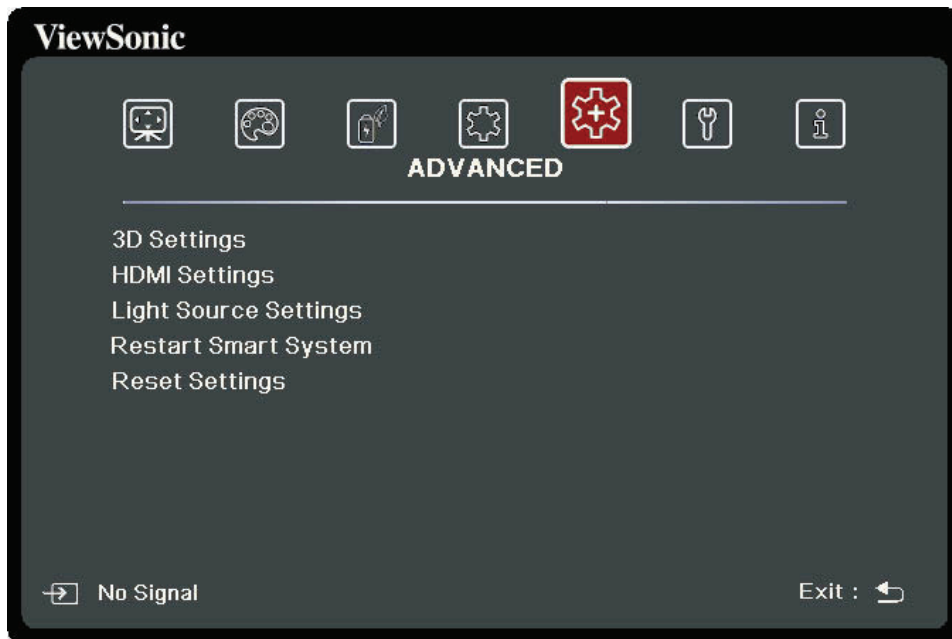 ViewSonic
ADVANCED
3D Settings
HDMI Settings
Light Source Settings
Restart Smart System
Reset Settings
No Signal
Exit :